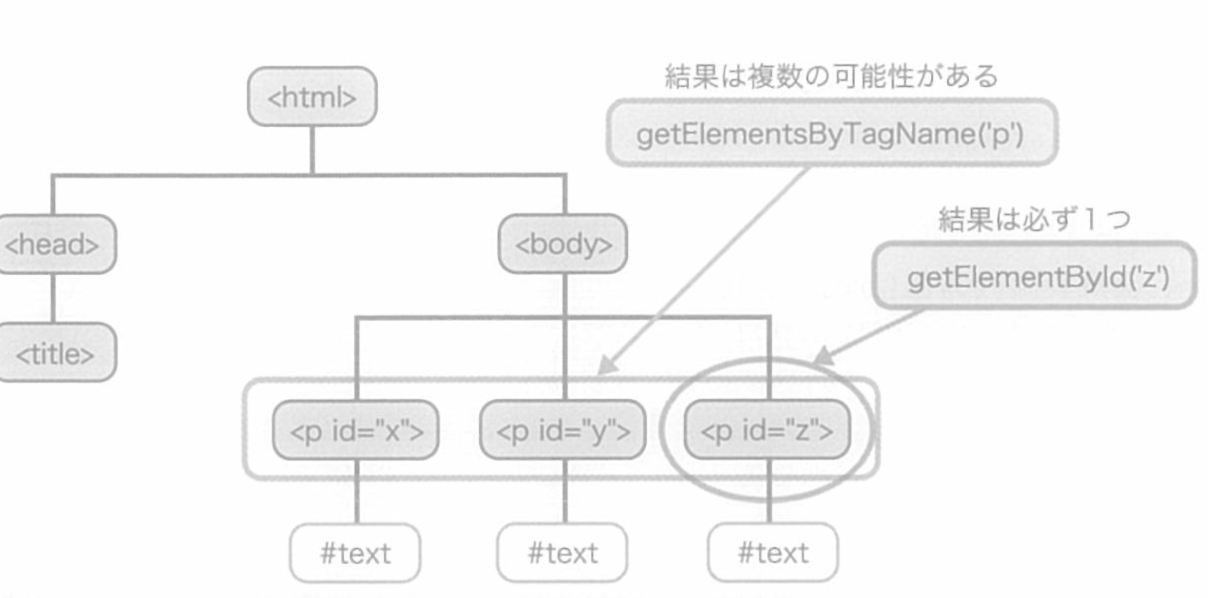 <html>
結果は複数の可能性がある
getElementsByTagName('p')
<head>
<body>
結果は必ず1つ
getElementById('z')
<title>
<p id="x">
<p id="y">
<p id="z">
#text
#text
#text